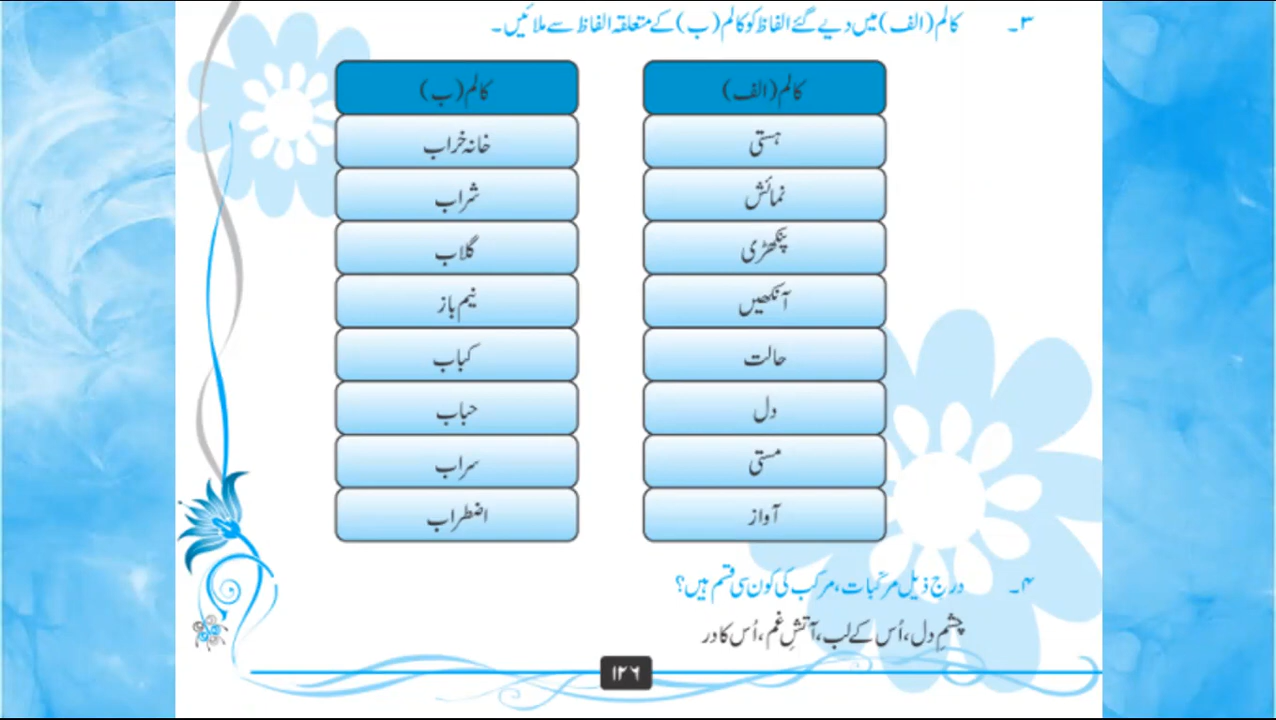 ۳۔ کالم (الف) میں دیے گئے الفاظ کو کالم (ب) کے متعلقہ الفاظ سے ملائیں۔
کالم (الف) کالم (ب)
ہستی خانہ خراب
نمائش شراب
پنکھڑی گلاب
آنکھیں نیم باز
حالت کباب
دل حباب
مستی سراب
آواز اضطراب
۴۔ درج ذیل مرکّبات، مرکب کی کون سی قسم ہیں؟
چشمِ دل، اُس کے لب، آتشِ غم، اُس کا در
۱۲۶